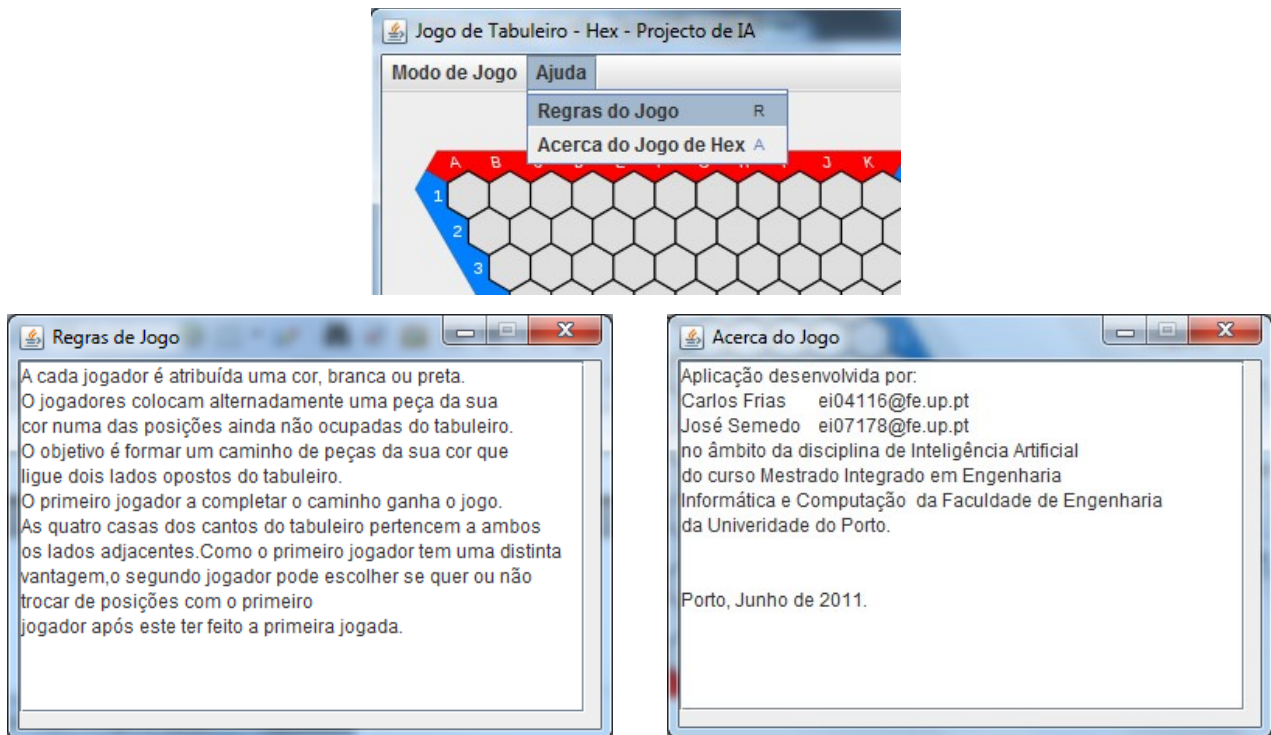 Jogo de Tabuleiro - Hex - Projecto de IA
Modo de Jogo Ajuda
Regras do Jogo R
Acerca do Jogo de Hex A
A B J K
1
2
3
Regras de Jogo
A cada jogador é atribuída uma cor, branca ou preta.
O jogadores colocam alternadamente uma peça da sua
cor numa das posições ainda não ocupadas do tabuleiro.
O objetivo é formar um caminho de peças da sua cor que
ligue dois lados opostos do tabuleiro.
O primeiro jogador a completar o caminho ganha o jogo.
As quatro casas dos cantos do tabuleiro pertencem a ambos
os lados adjacentes.Como o primeiro jogador tem uma distinta
vantagem,o segundo jogador pode escolher se quer ou não
trocar de posições com o primeiro
jogador após este ter feito a primeira jogada.
Acerca do Jogo
Aplicação desenvolvida por:
Carlos Frias ei04116@fe.up.pt
José Semedo ei07178@fe.up.pt
no âmbito da disciplina de Inteligência Artificial
do curso Mestrado Integrado em Engenharia
Informática e Computação da Faculdade de Engenharia
da Univeridade do Porto.
Porto, Junho de 2011.